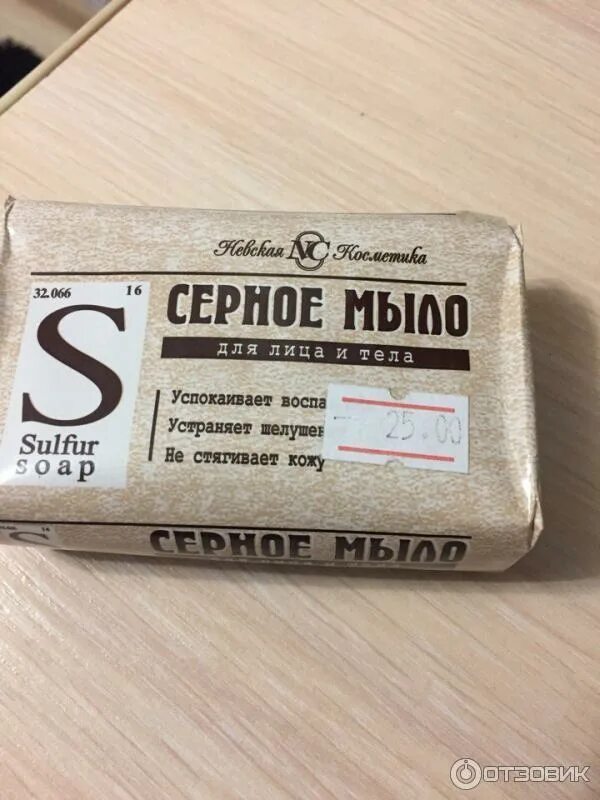 Невская NC Косметика
32.066 16
S
Sulfur
soap
СЕРНОЕ МЫЛО
для лица и тела
Успокаивает
Устраняет
Не стягивает кожу
25.00
S
СЕРНОЕ МЫЛО
ОТЗОВИК